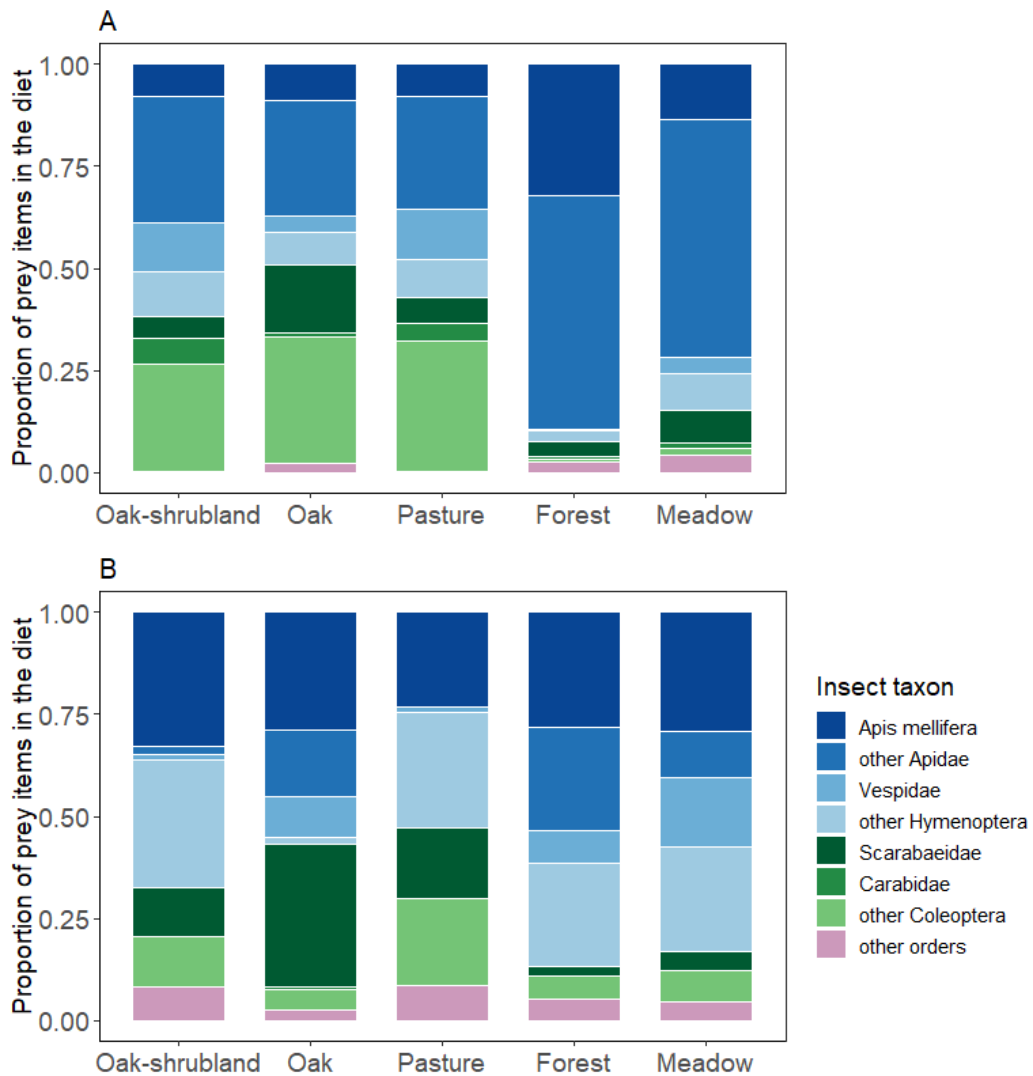 A
Proportion of prey items in the diet
1.00
0.75
0.50
0.25
0.00
Oak-shrubland Oak Pasture Forest Meadow
B
Proportion of prey items in the diet
1.00
0.75
0.50
0.25
0.00
Oak-shrubland Oak Pasture Forest Meadow
Insect taxon
Apis mellifera
other Apidae
Vespidae
other Hymenoptera
Scarabaeidae
Carabidae
other Coleoptera
other orders